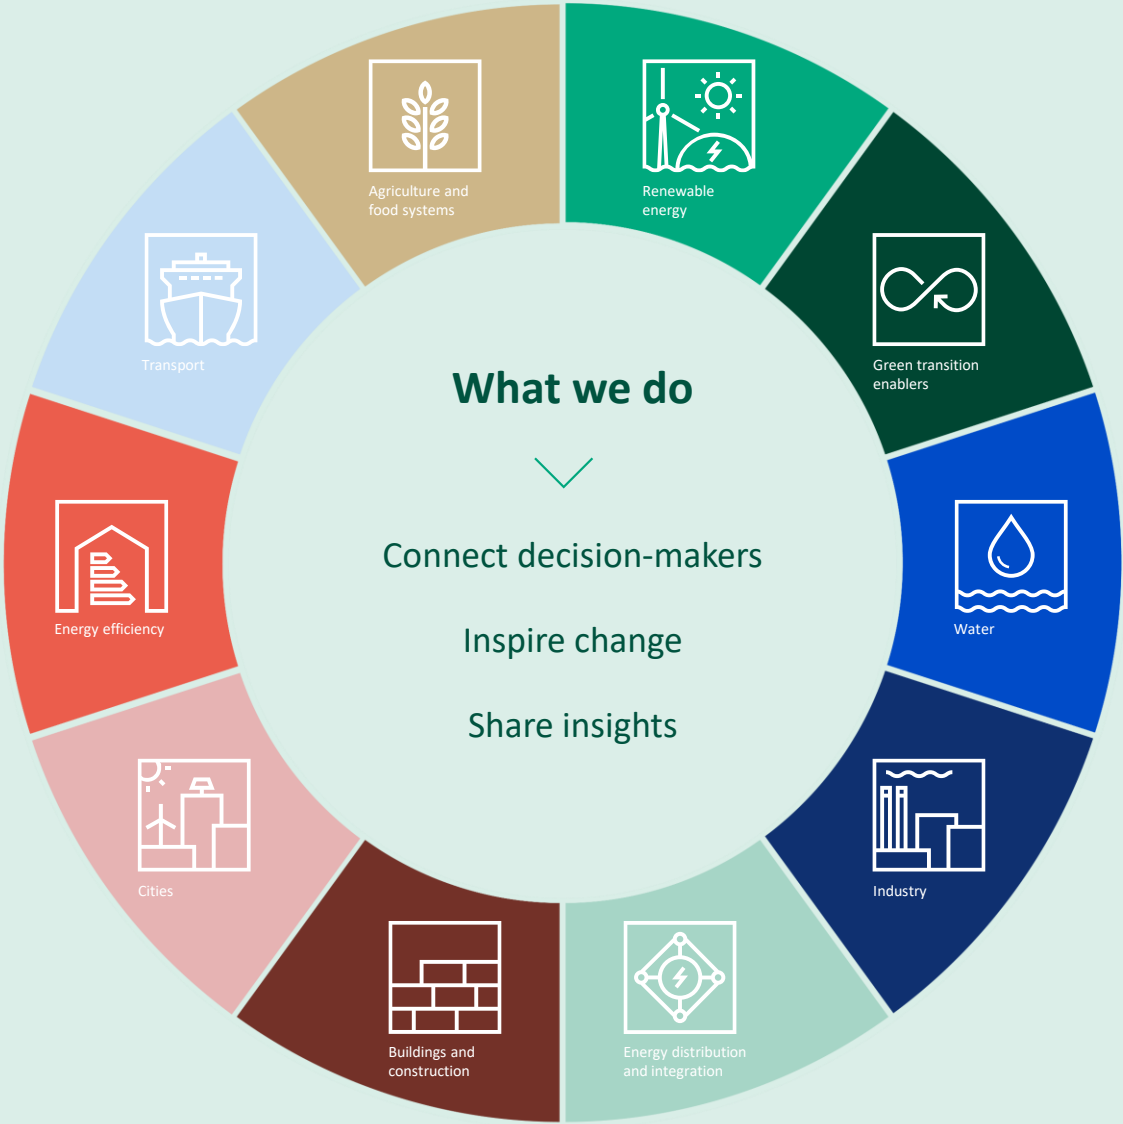 Agriculture and
food systems
Renewable
energy
Transport
Green transition
enablers
What we do
Connect decision-makers
Inspire change
Share insights
Energy efficiency
Water
Cities
Industry
Buildings and
construction
Energy distribution
and integration